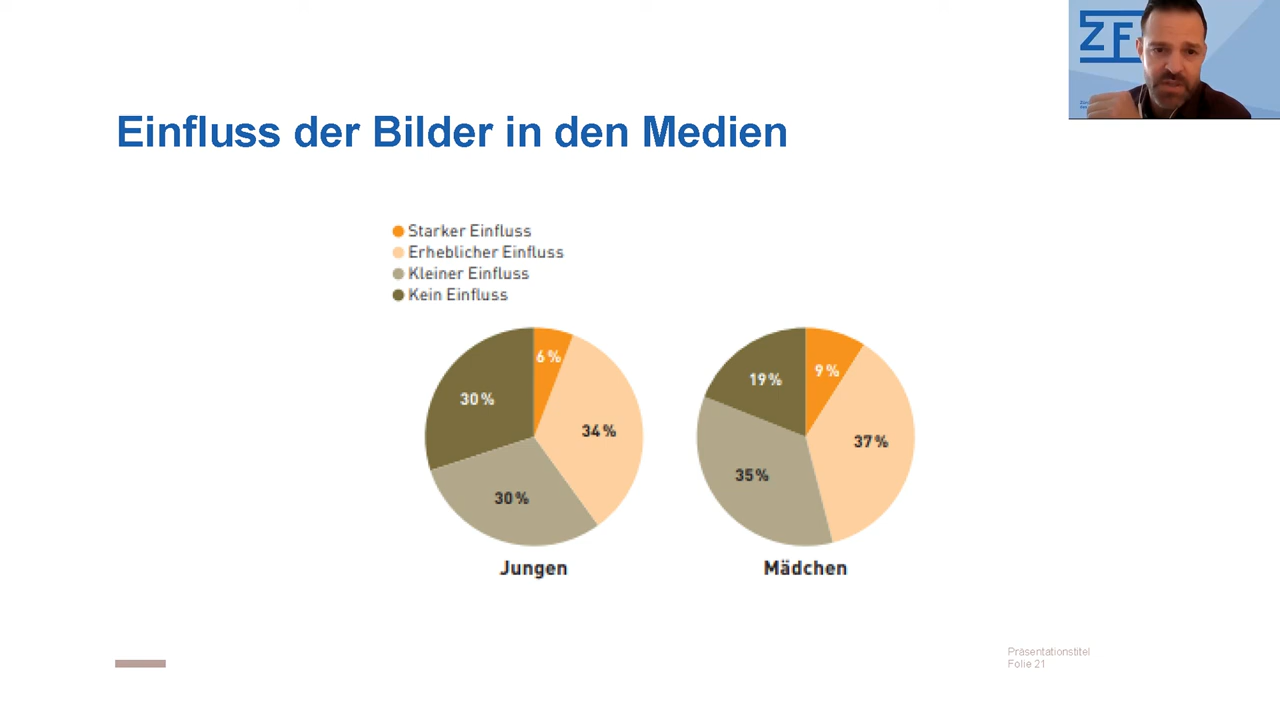 ZF
Einfluss der Bilder in den Medien
Starker Einfluss
Erheblicher Einfluss
Kleiner Einfluss
Kein Einfluss
6 %
30 %
34 %
30 %
Jungen
9 %
19 %
37 %
35 %
Mädchen
Präsentationstitel
Folie 21